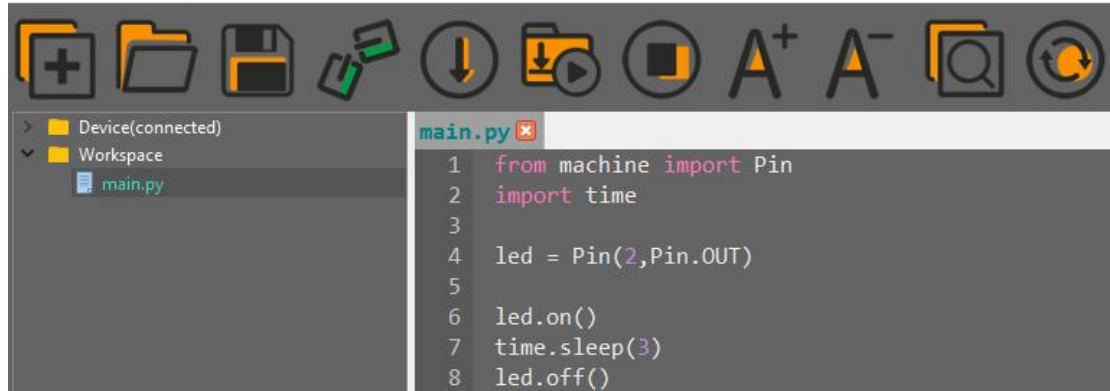 A+ A-
Device(connected)
Workspace
main.py
main.py
1 from machine import Pin
2 import time
3
4 led = Pin(2,Pin.OUT)
5
6 led.on()
7 time.sleep(3)
8 led.off()